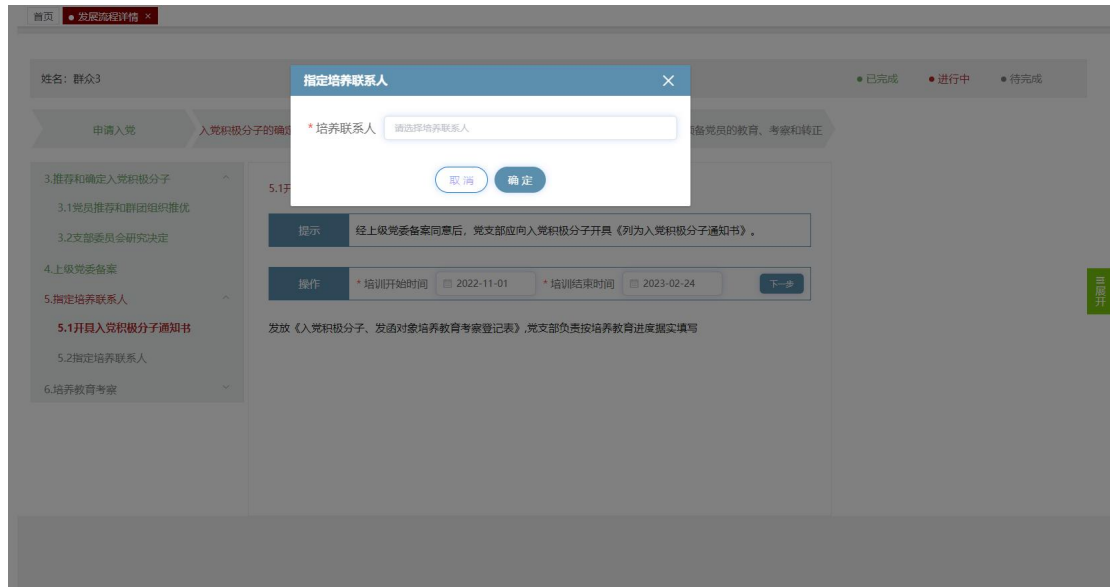 首页 ● 发展流程详情 ×
姓名：群众3
● 已完成 ● 进行中 ● 待完成
指定培养联系人 ×
申请入党
入党积极分子的确定
备党员的教育、考察和转正
* 培养联系人 请选择培养联系人
取 消 确 定
3.推荐和确定入党积极分子
3.1党员推荐和群团组织推优
3.2支部委员会研究决定
4.上级党委备案
5.指定培养联系人
5.1开具入党积极分子通知书
5.2指定培养联系人
6.培养教育考察
5.1开
提示 经上级党委备案同意后，党支部应向入党积极分子开具《列为入党积极分子通知书》。
操作 * 培训开始时间 2022-11-01 * 培训结束时间 2023-02-24 下一步
发放《入党积极分子、发函对象培养教育考察登记表》,党支部负责按培养教育进度据实填写
展开